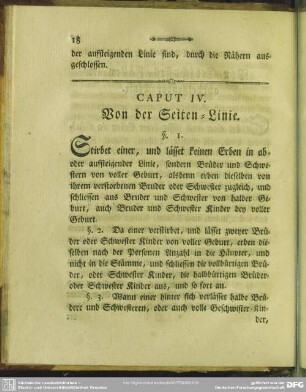 18
der aufsteigenden Linie sind, durch die Nähern aus-
geschlossen.
CAPUT IV.
Von der Seiten-Linie.
§. 1.
Stirbet einer, und lässet keinen Erben in ab-
oder aufsteigender Linie, sondern Brüder und Schwe-
stern von voller Geburt, alsdenn erben dieselben von
ihrem verstorbenen Bruder oder Schwester zugleich, und
schliessen aus Bruder und Schwester von halber Ge-
burt, auch Bruder und Schwester Kinder bey voller
Geburt.
§. 2. Da einer verstirbet, und lässet zweyer Brü-
der oder Schwester Kinder von voller Geburt, erben die-
selben nach der Personen Anzahl in die Häupter, und
nicht in die Stämme, und schliessen die vollbürtigen Brü-
der, oder Schwester Kinder, die halbbürtigen Brüder-
oder Schwester Kinder aus, und so fort an.
§. 3. Wann einer hinter sich verlässet halbe Brü-
dere und Schwesteren, oder auch volle Geschwister-Kin-
der,